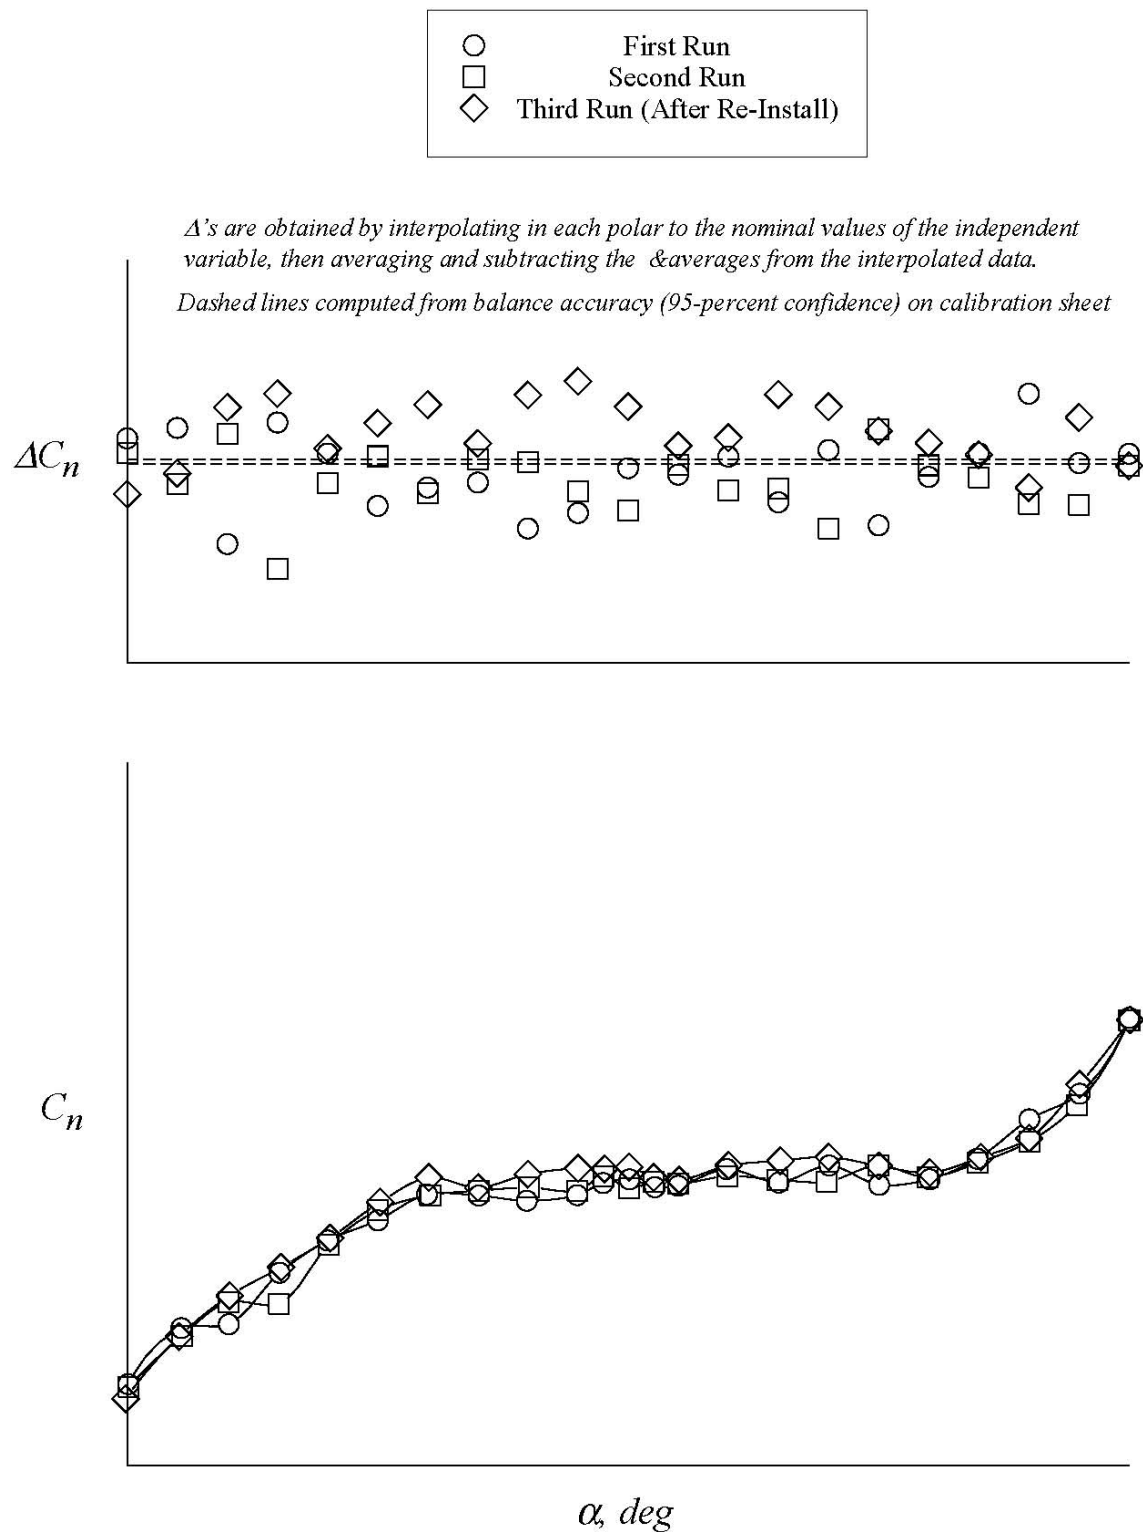 First Run
Second Run
Third Run (After Re-Install)
Δ's are obtained by interpolating in each polar to the nominal values of the independent
variable, then averaging and subtracting the &averages from the interpolated data.
Dashed lines computed from balance accuracy (95-percent confidence) on calibration sheet
ΔCn
Cn
α, deg